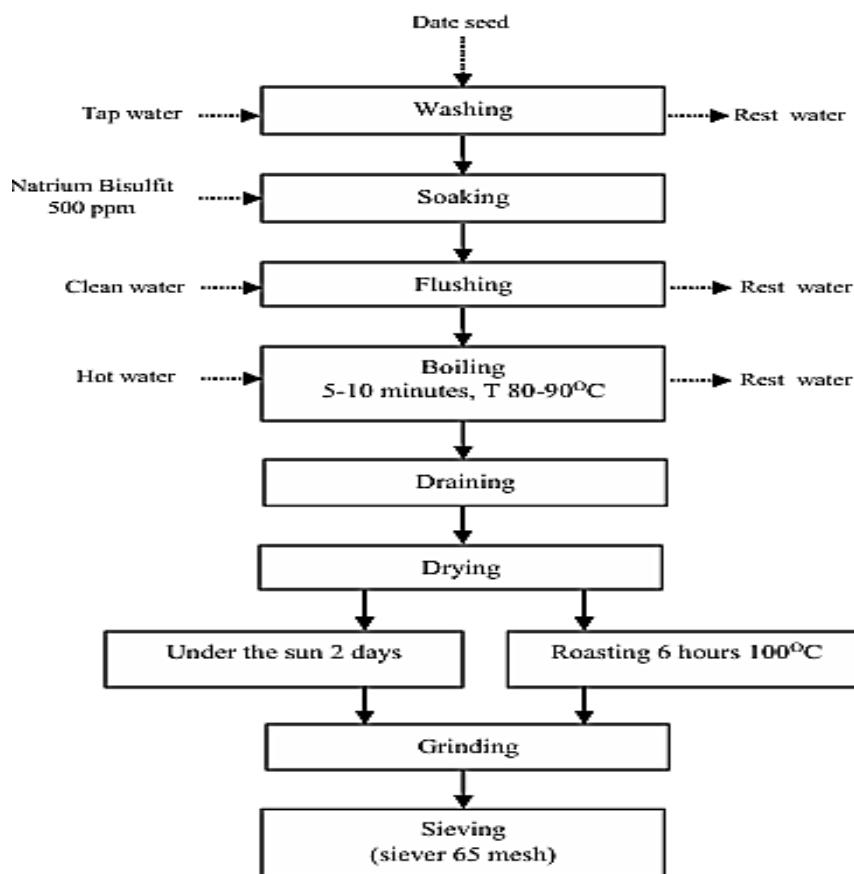 Date seed
Tap water
Washing
Rest water
Natrium Bisulfit
500 ppm
Soaking
Clean water
Flushing
Rest water
Hot water
Boiling
5-10 minutes, T 80-90°C
Rest water
Draining
Drying
Under the sun 2 days
Roasting 6 hours 100°C
Grinding
Sieving
(siever 65 mesh)